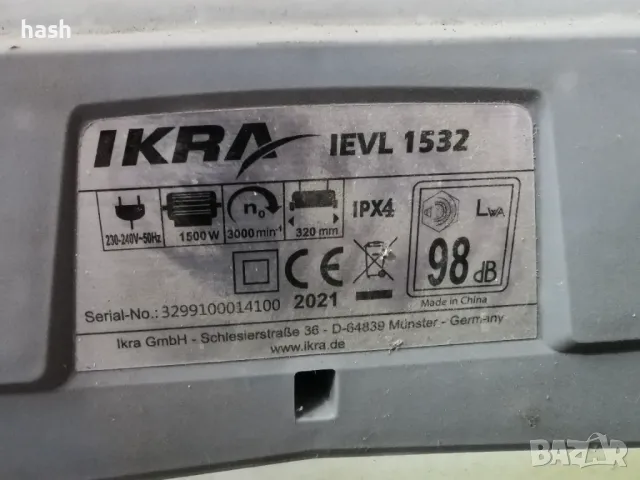 hash
IKRA IEVL 1532
230-240V~50Hz
1500W
n₀
3000min⁻¹
320 mm
IPX4
LWA
98 dB
CE
Serial-No.:3299100014100 2021
Made in China
Ikra GmbH - Schlesierstraße 36 - D-64839 Münster - Germany
www.ikra.de
BAZAR